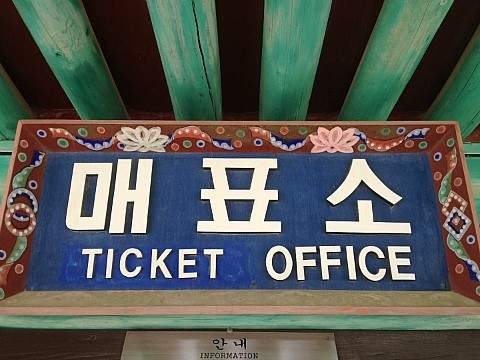 매표소
TICKET OFFICE
안내
INFORMATION